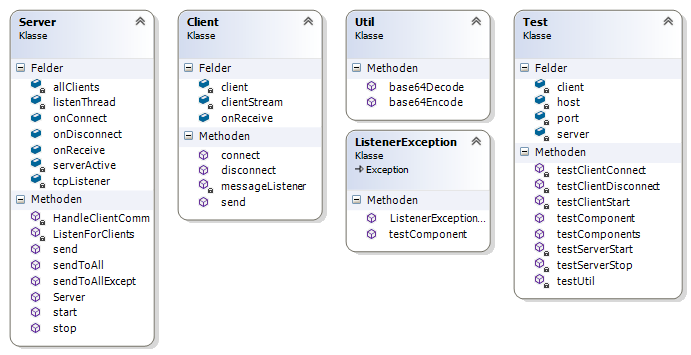 Server
Klasse
Felder
allClients
listenThread
onConnect
onDisconnect
onReceive
serverActive
tcpListener
Methoden
HandleClientComm
ListenForClients
send
sendToAll
sendToAllExcept
Server
start
stop
Client
Klasse
Felder
client
clientStream
onReceive
Methoden
connect
disconnect
messageListener
send
Util
Klasse
Methoden
base64Decode
base64Encode
ListenerException
Klasse
Exception
Methoden
ListenerException...
testComponent
Test
Klasse
Felder
client
host
port
server
Methoden
testClientConnect
testClientDisconnect
testClientStart
testComponent
testComponents
testServerStart
testServerStop
testUtil